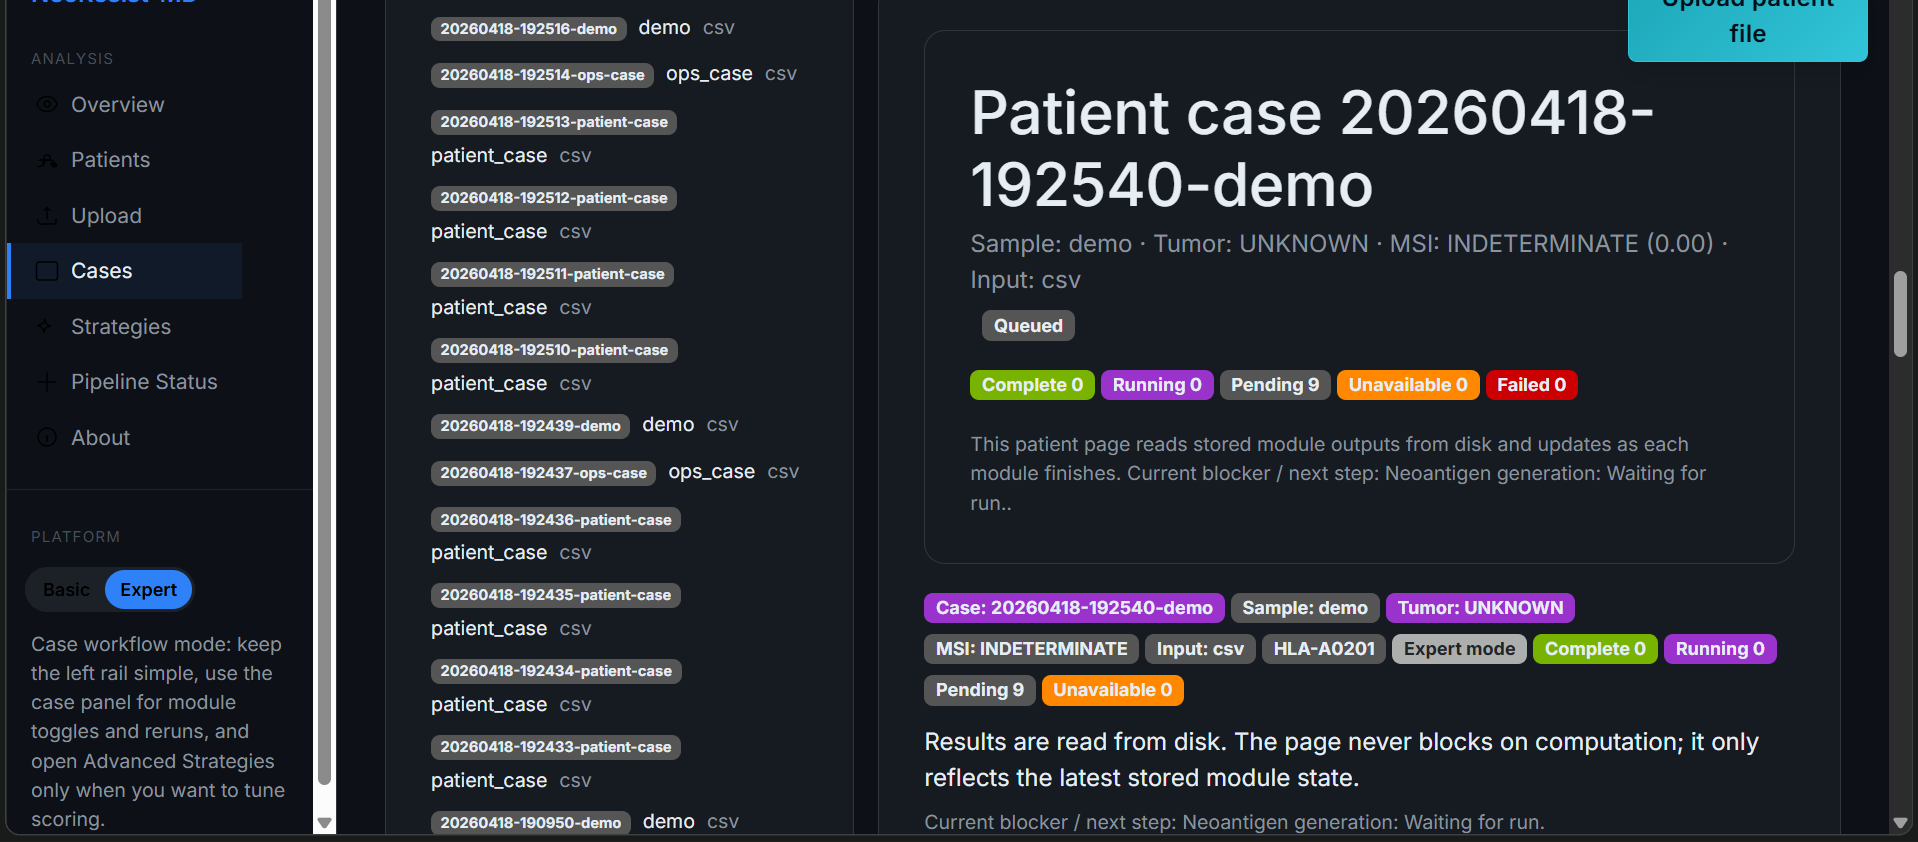 ANALYSIS
Overview
Patients
Upload
Cases
Strategies
Pipeline Status
About
PLATFORM
Basic Expert
Case workflow mode: keep
the left rail simple, use the
case panel for module
toggles and reruns, and
open Advanced Strategies
only when you want to tune
scoring.
20260418-192516-demo demo csv
20260418-192514-ops-case ops_case csv
20260418-192513-patient-case
patient_case csv
20260418-192512-patient-case
patient_case csv
20260418-192511-patient-case
patient_case csv
20260418-192510-patient-case
patient_case csv
20260418-192439-demo demo csv
20260418-192437-ops-case ops_case csv
20260418-192436-patient-case
patient_case csv
20260418-192435-patient-case
patient_case csv
20260418-192434-patient-case
patient_case csv
20260418-192433-patient-case
patient_case csv
20260418-190950-demo demo csv
Upload patient
file
Patient case 20260418-
192540-demo
Sample: demo · Tumor: UNKNOWN · MSI: INDETERMINATE (0.00) ·
Input: csv
Queued
Complete 0 Running 0 Pending 9 Unavailable 0 Failed 0
This patient page reads stored module outputs from disk and updates as each
module finishes. Current blocker / next step: Neoantigen generation: Waiting for
run..
Case: 20260418-192540-demo Sample: demo Tumor: UNKNOWN
MSI: INDETERMINATE Input: csv HLA-A0201 Expert mode Complete 0 Running 0
Pending 9 Unavailable 0
Results are read from disk. The page never blocks on computation; it only
reflects the latest stored module state.
Current blocker / next step: Neoantigen generation: Waiting for run.